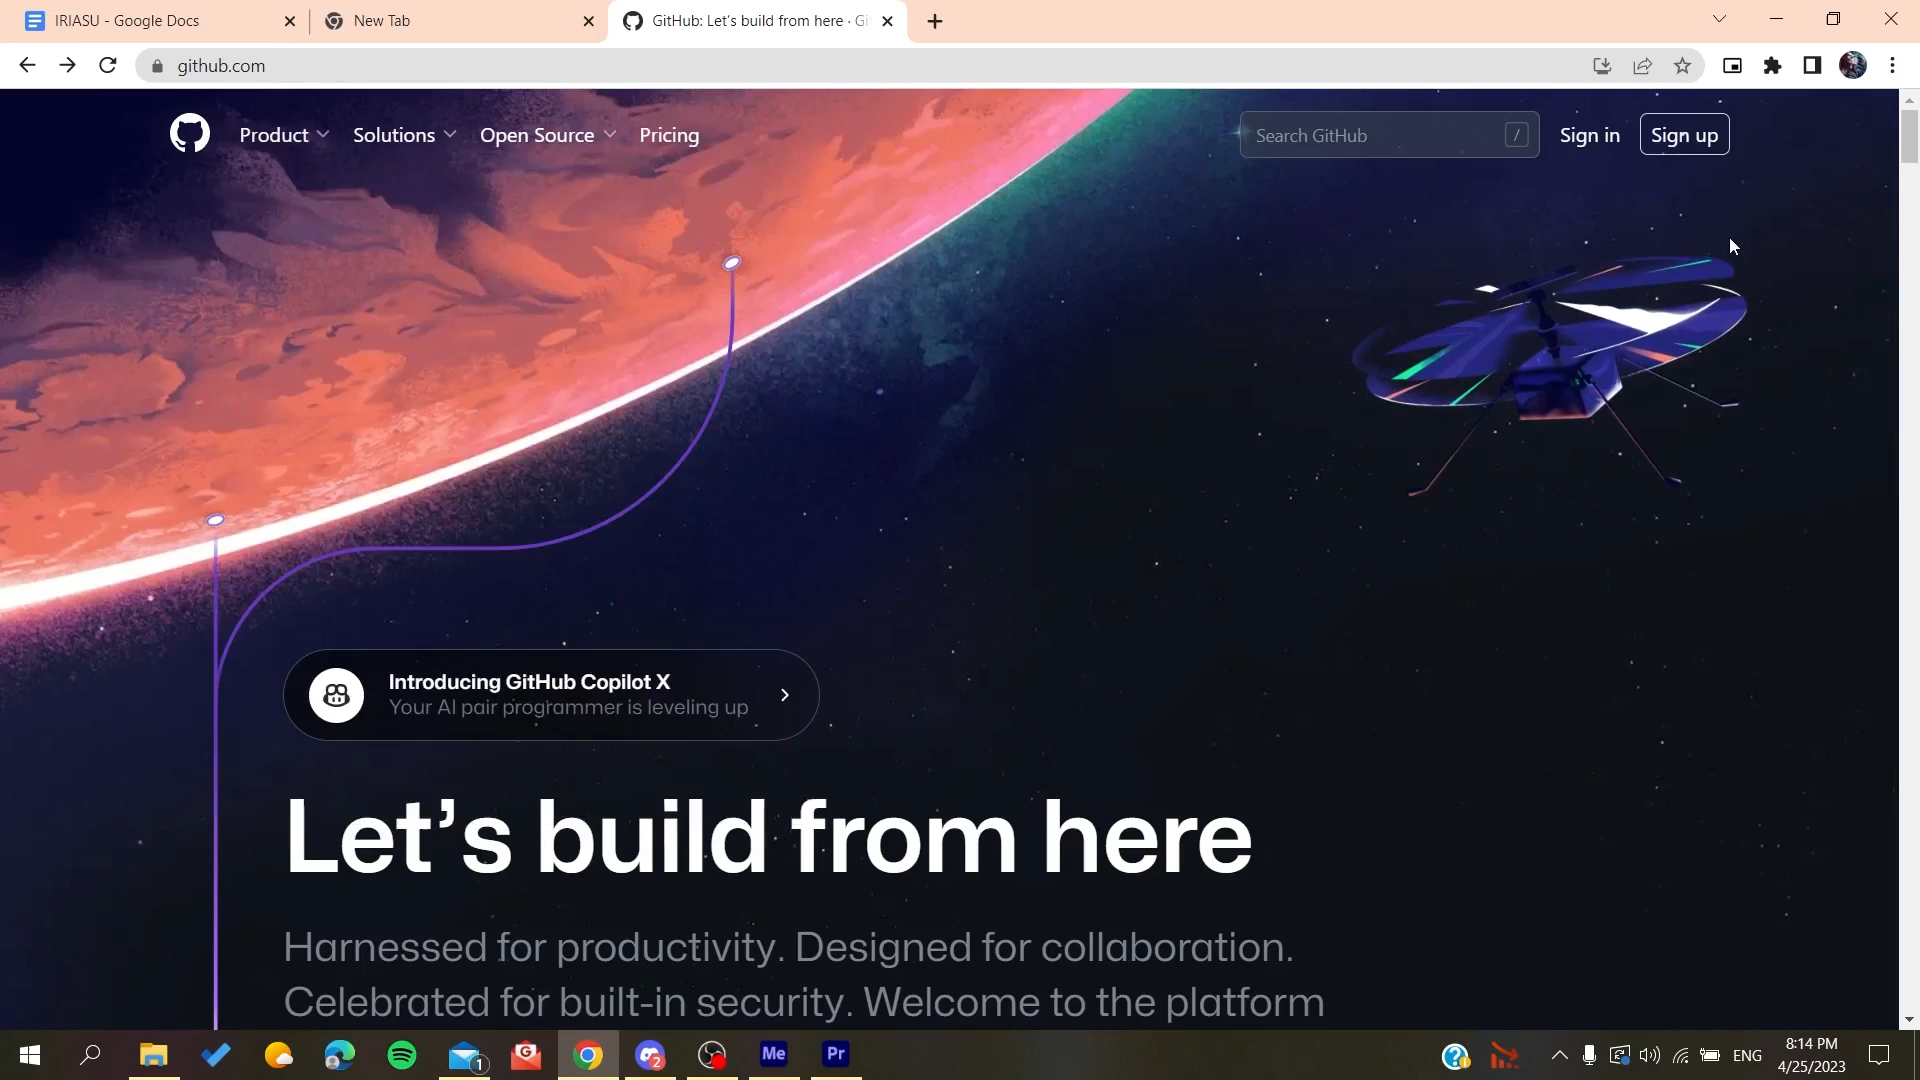 IRIASU - Google Docs
New Tab
GitHub: Let's build from here · Gi
github.com
Product
Solutions
Open Source
Pricing
Search GitHub
/
Sign in
Sign up
Introducing GitHub Copilot X
Your AI pair programmer is leveling up
Let’s build from here
Harnessed for productivity. Designed for collaboration.
Celebrated for built-in security. Welcome to the platform
1
G
2
Me
Pr
ENG
8:14 PM
4/25/2023